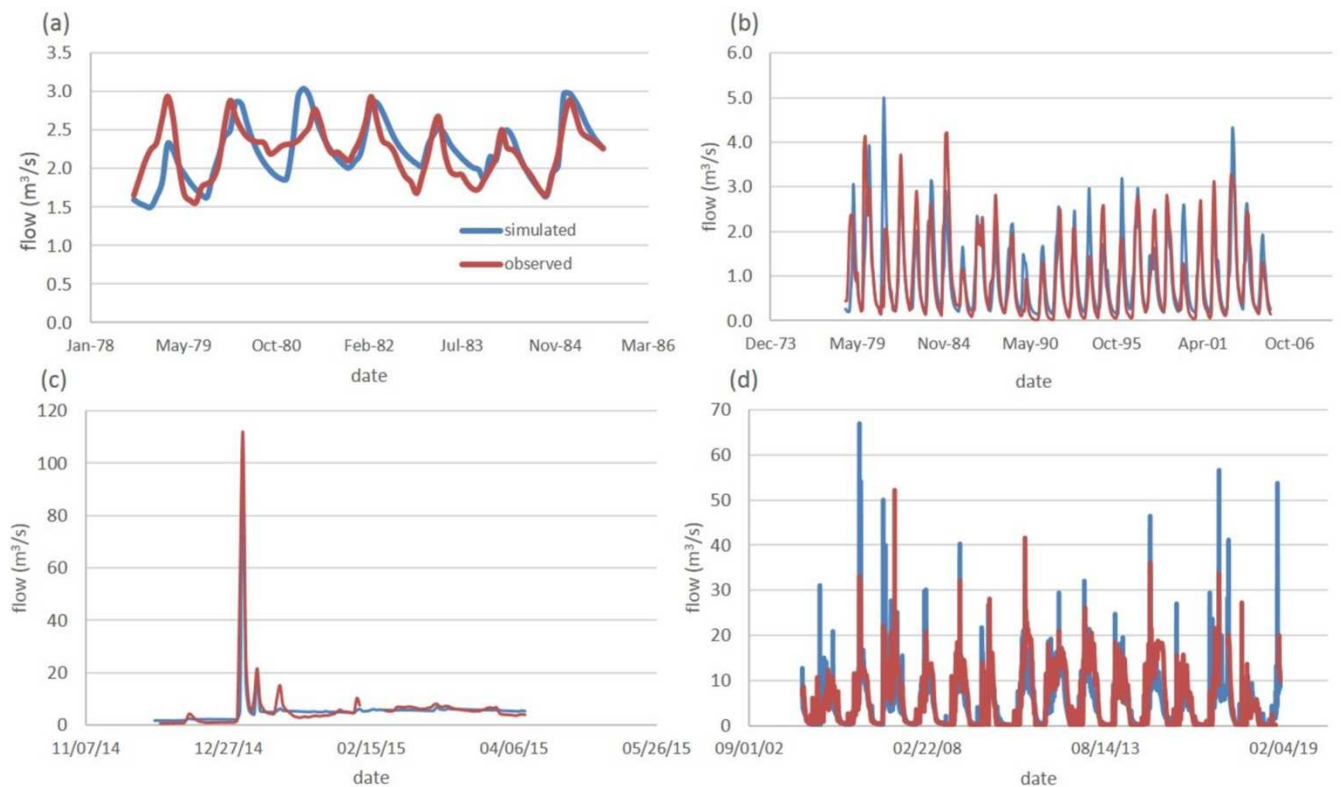 (a)
3.5
3.0
2.5
2.0
1.5
1.0
0.5
0.0
flow (m³/s)
simulated
observed
Jan-78 May-79 Oct-80 Feb-82 Jul-83 Nov-84 Mar-86
date
(b)
6.0
5.0
4.0
3.0
2.0
1.0
0.0
flow (m³/s)
Dec-73 May-79 Nov-84 May-90 Oct-95 Apr-01 Oct-06
date
(c)
120
100
80
60
40
20
0
flow (m³/s)
11/07/14 12/27/14 02/15/15 04/06/15 05/26/15
date
(d)
70
60
50
40
30
20
10
0
flow (m³/s)
09/01/02 02/22/08 08/14/13 02/04/19
date